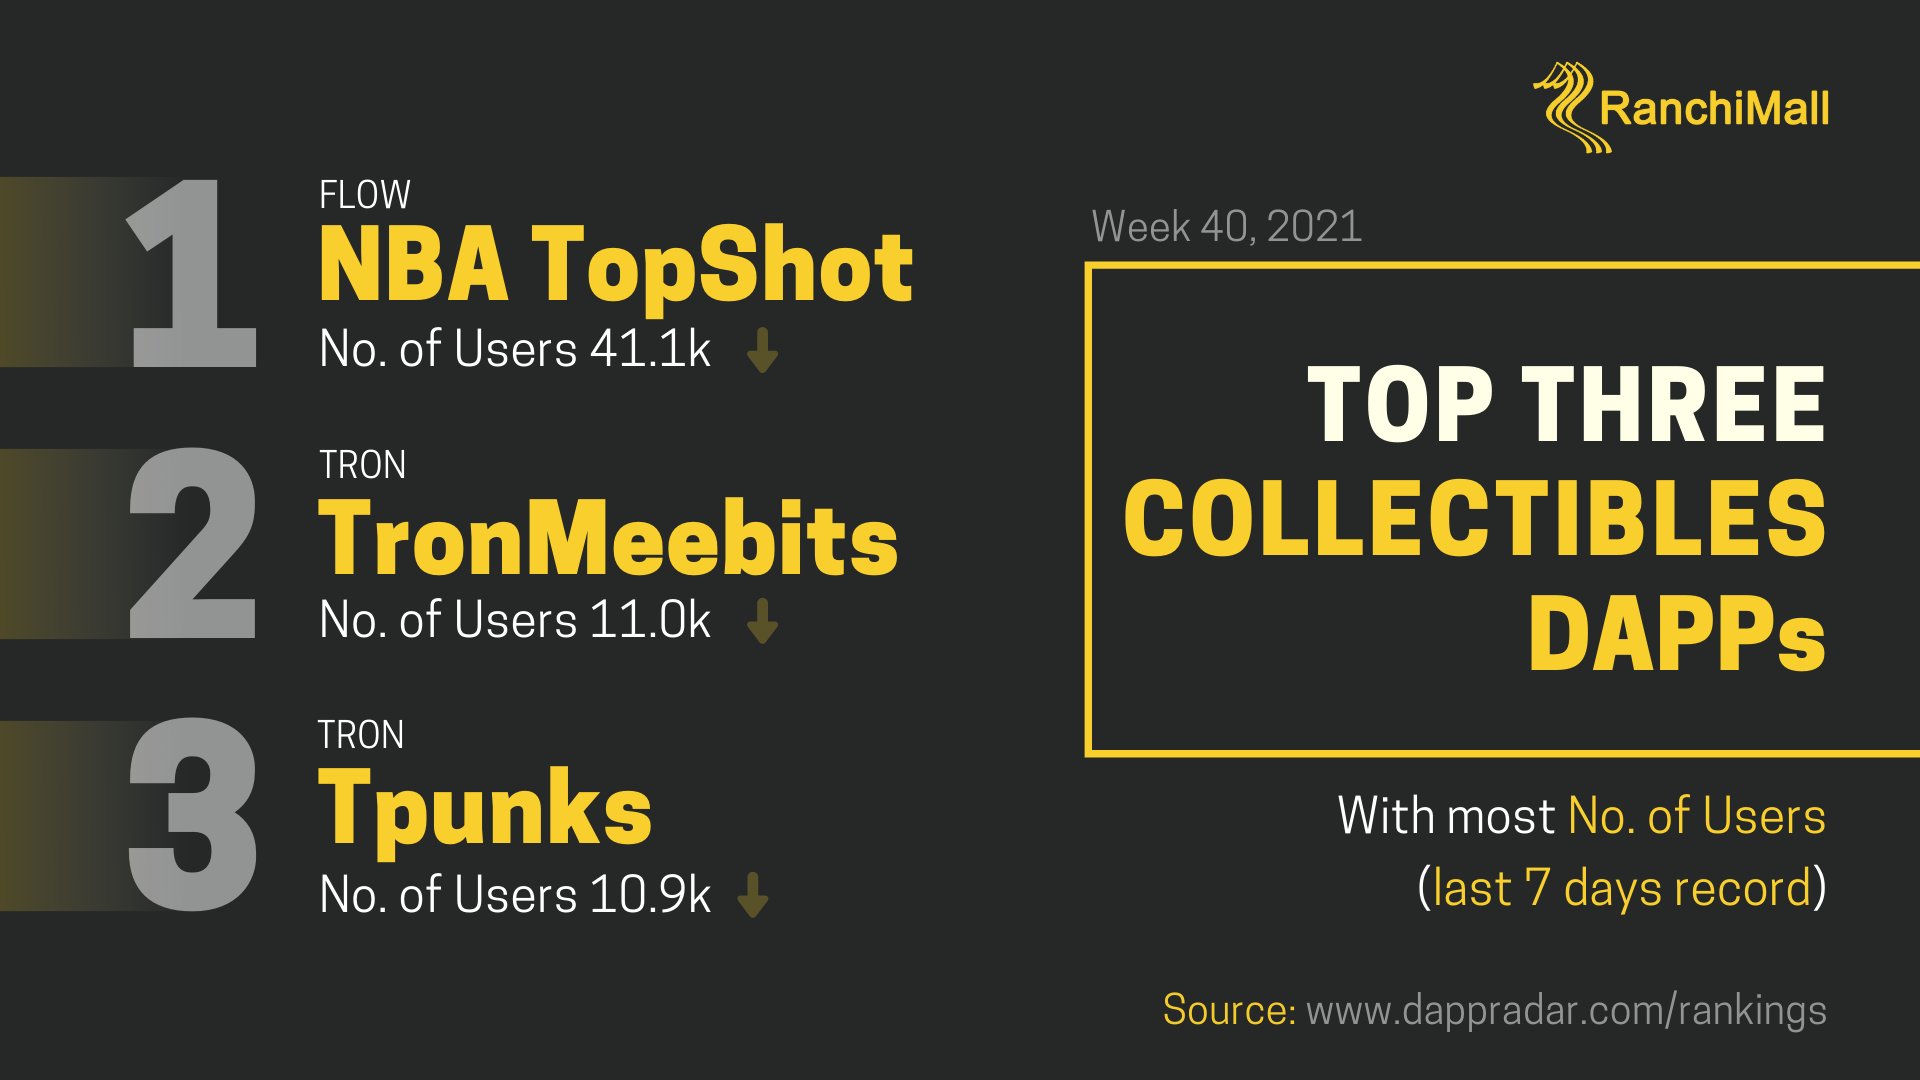 RanchiMall
1
FLOW
NBA TopShot
No. of Users 41.1k
2
TRON
TronMeebits
No. of Users 11.0k
3
TRON
Tpunks
No. of Users 10.9k
Week 40, 2021
TOP THREE
COLLECTIBLES
DAPPs
With most No. of Users
(last 7 days record)
Source: www.dappradar.com/rankings